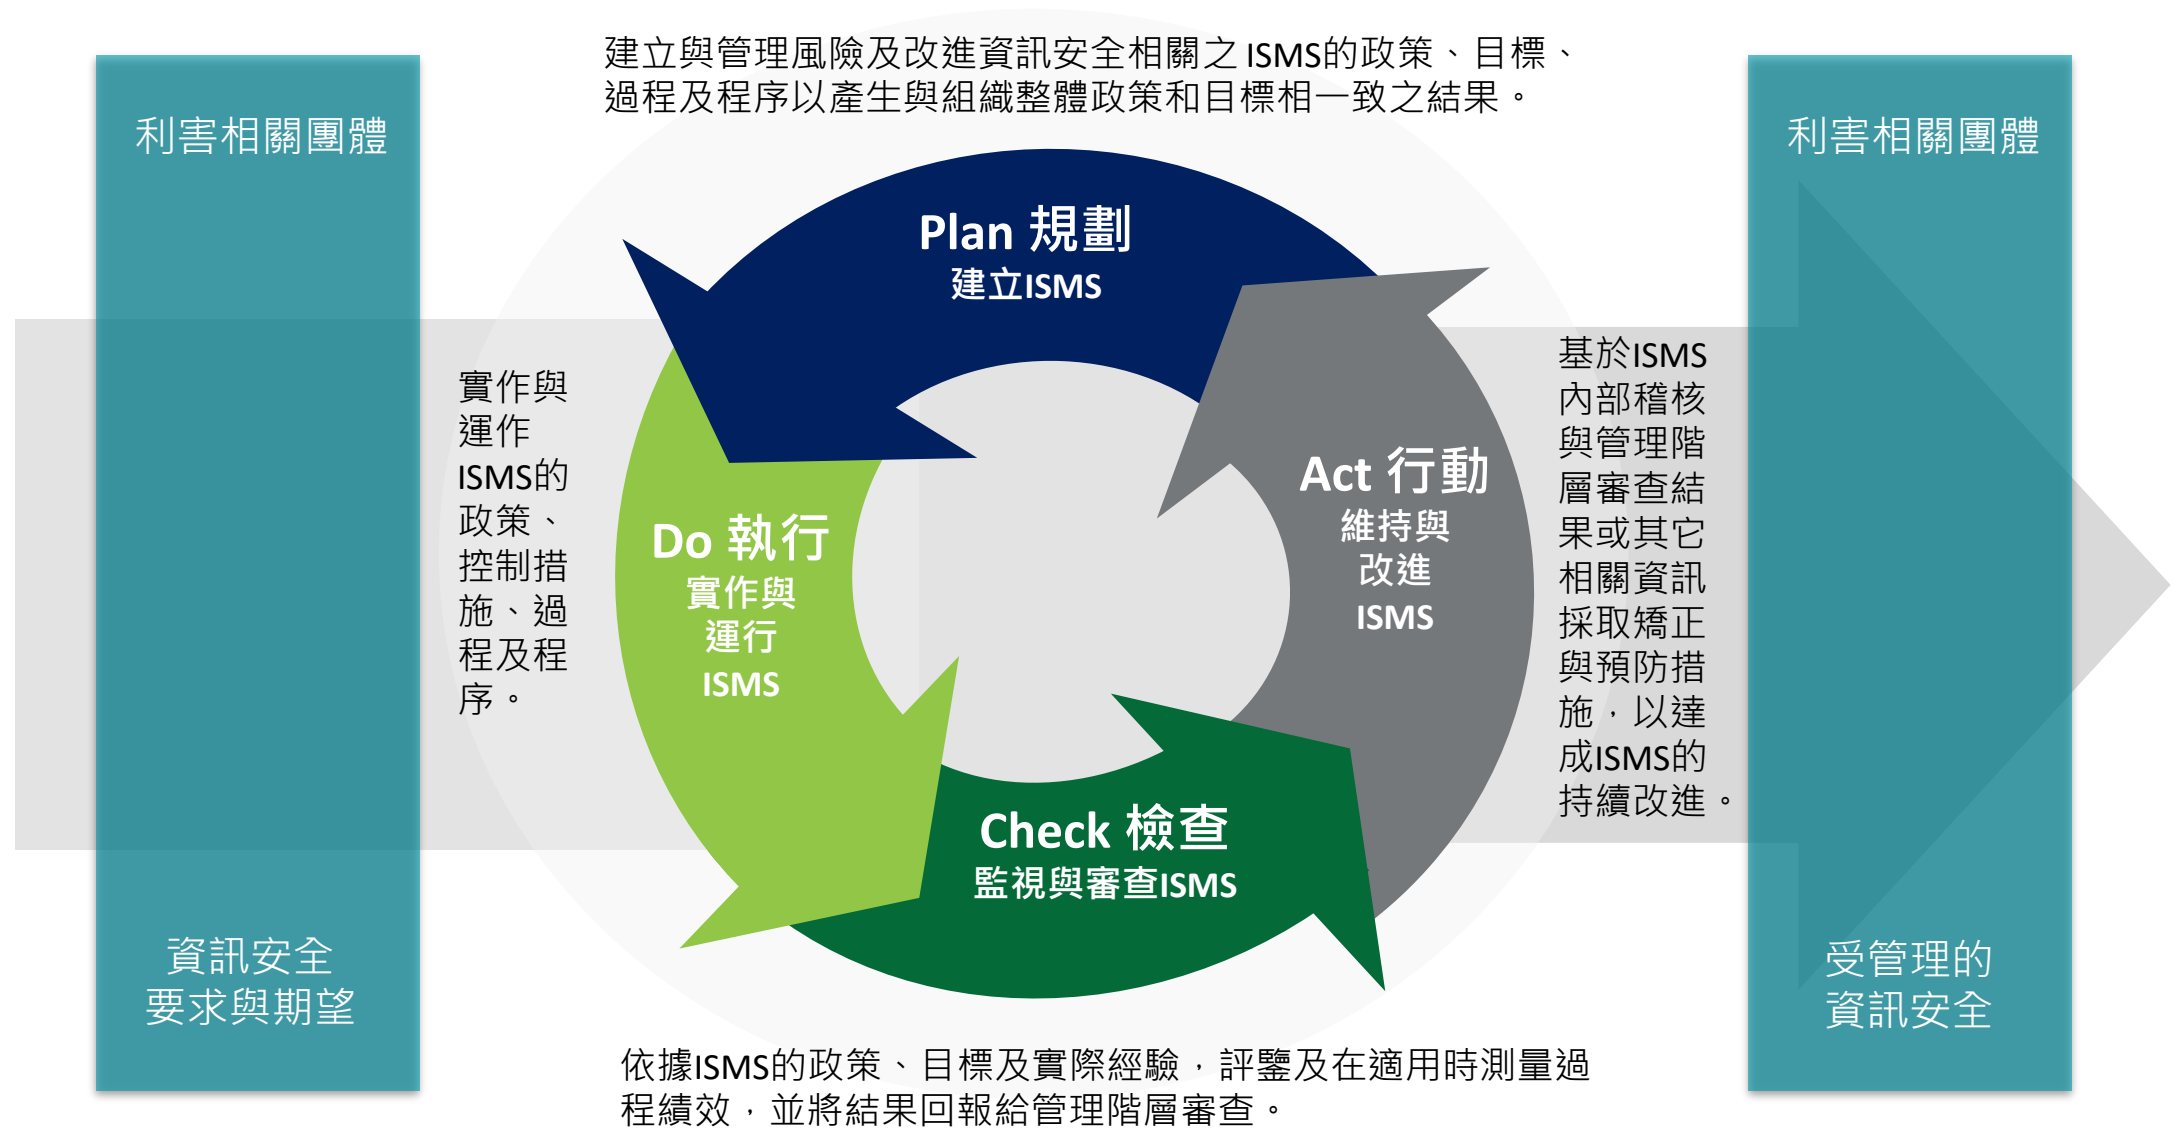 建立與管理風險及改進資訊安全相關之ISMS的政策、目標、
過程及程序以產生與組織整體政策和目標相一致之結果。
利害相關團體
資訊安全
要求與期望
實作與
運作
ISMS的
政策、
控制措
施、過
程及程
序。
Plan 規劃
建立ISMS
Do 執行
實作與
運行
ISMS
Check 檢查
監視與審查ISMS
Act 行動
維持與
改進
ISMS
基於ISMS
內部稽核
與管理階
層審查結
果或其它
相關資訊
採取矯正
與預防措
施，以達
成ISMS的
持續改進。
利害相關團體
受管理的
資訊安全
依據ISMS的政策、目標及實際經驗，評鑒及在適用時測量過
程績效，並將結果回報給管理階層審查。